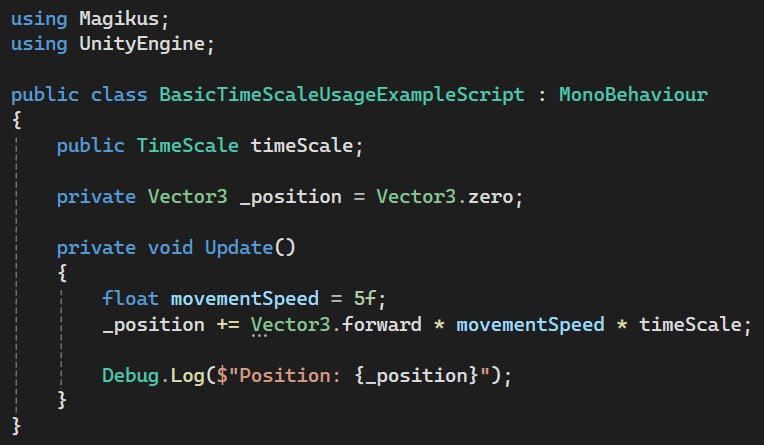 using Magikus;
using UnityEngine;
public class BasicTimeScaleUsageExampleScript : MonoBehaviour
{
public TimeScale timeScale;
private Vector3 _position = Vector3.zero;
private void Update()
{
float movementSpeed = 5f;
_position += Vector3.forward * movementSpeed * timeScale;
Debug.Log($"Position: {_position}");
}
}